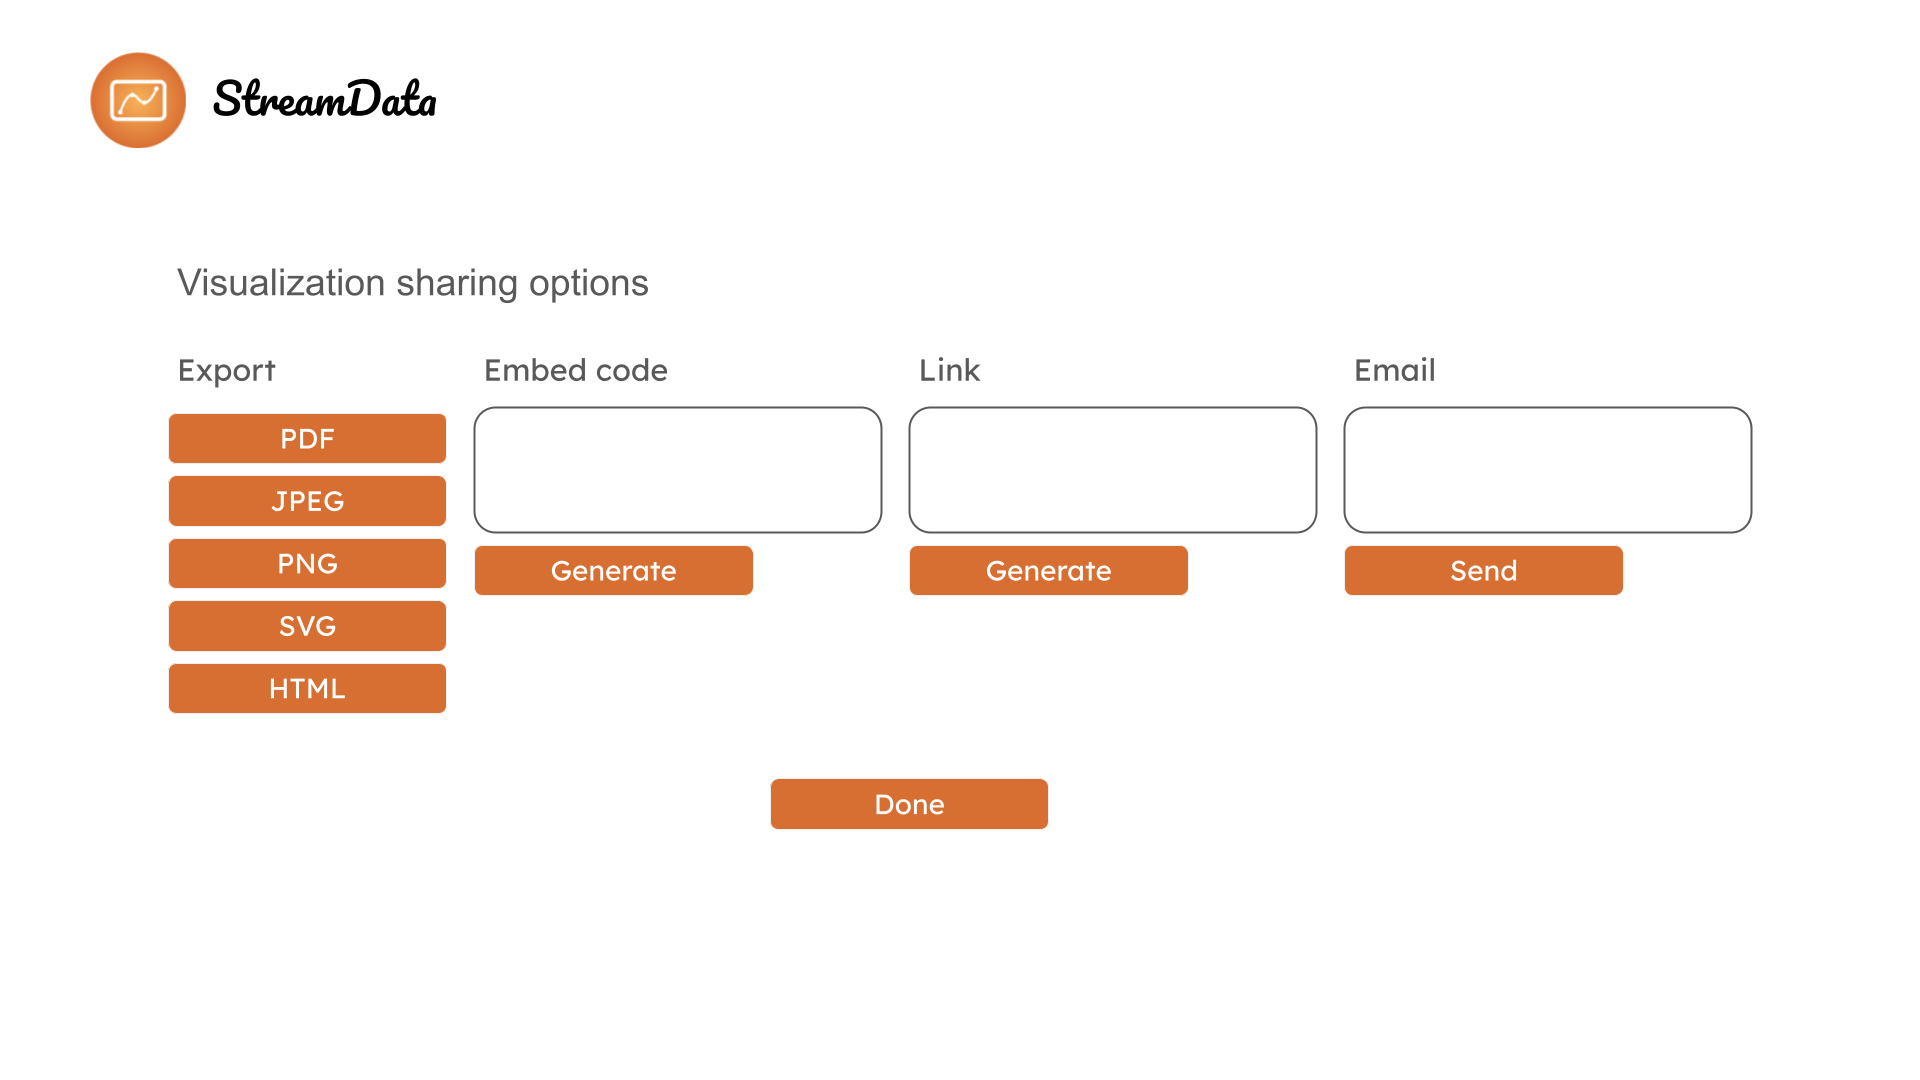 StreamData
Visualization sharing options
Export
PDF
JPEG
PNG
SVG
HTML
Embed code
Generate
Link
Generate
Email
Send
Done